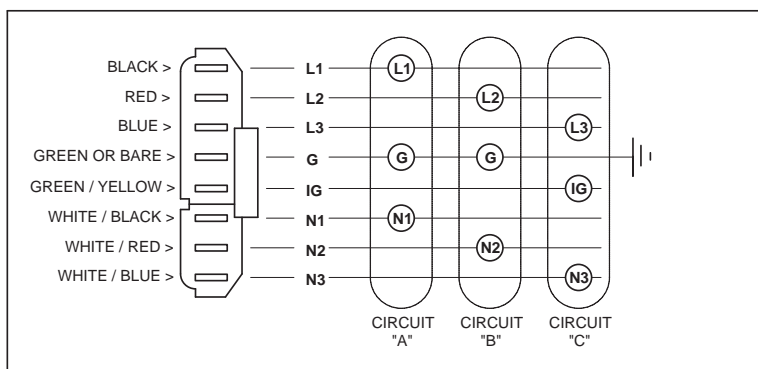 BLACK > L1 L1
RED > L2 L2
BLUE > L3 L3
GREEN OR BARE > G G G
GREEN / YELLOW > IG IG
WHITE / BLACK > N1 N1
WHITE / RED > N2 N2
WHITE / BLUE > N3 N3
CIRCUIT "A"
CIRCUIT "B"
CIRCUIT "C"